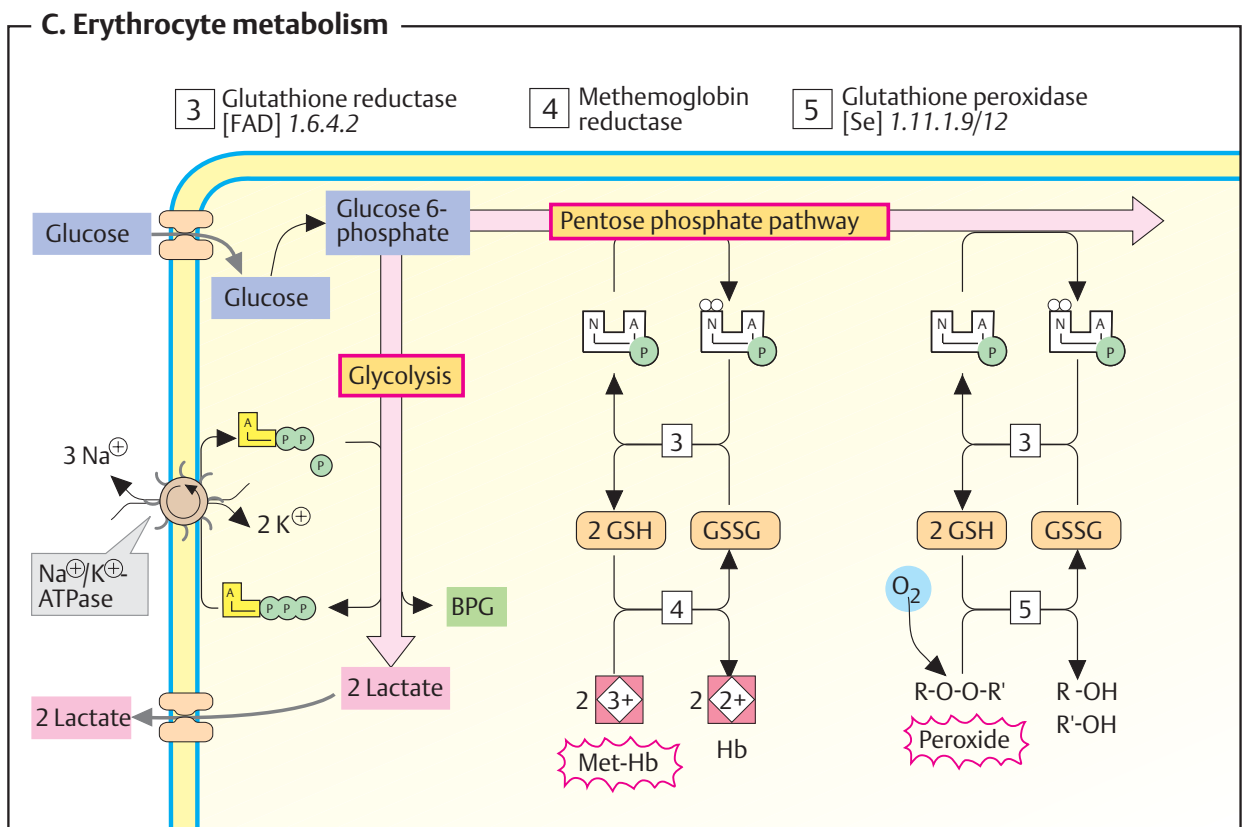 C. Erythrocyte metabolism
3 Glutathione reductase
[FAD] 1.6.4.2
4 Methemoglobin
reductase
5 Glutathione peroxidase
[Se] 1.11.1.9/12
Glucose
Glucose
Glucose 6-
phosphate
Pentose phosphate pathway
N A
P
N A
P
N A
P
N A
P
Glycolysis
A
P P
P
3 Na⊕
2 K⊕
Na⊕/K⊕-
ATPase
A
P P P
BPG
3
3
2 GSH
GSSG
2 GSH
GSSG
O2
4
5
2 Lactate
2 Lactate
2 3+
2 2+
Met-Hb
Hb
R-O-O-R'
Peroxide
R -OH
R'-OH